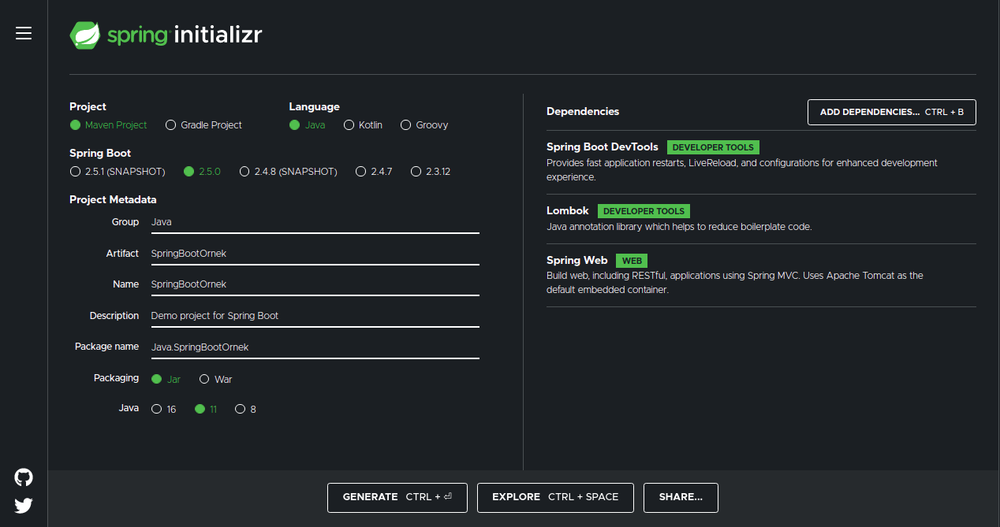 spring initializr
Project
Maven Project Gradle Project
Language
Java Kotlin Groovy
Spring Boot
2.5.1 (SNAPSHOT) 2.5.0 2.4.8 (SNAPSHOT) 2.4.7 2.3.12
Project Metadata
Group Java
Artifact SpringBootOrnek
Name SpringBootOrnek
Description Demo project for Spring Boot
Package name Java.SpringBootOrnek
Packaging Jar War
Java 16 11 8
Dependencies ADD DEPENDENCIES... CTRL + B
Spring Boot DevTools DEVELOPER TOOLS
Provides fast application restarts, LiveReload, and configurations for enhanced development
experience.
Lombok DEVELOPER TOOLS
Java annotation library which helps to reduce boilerplate code.
Spring Web WEB
Build web, including RESTful, applications using Spring MVC. Uses Apache Tomcat as the
default embedded container.
GENERATE CTRL + ⏎ EXPLORE CTRL + SPACE SHARE...